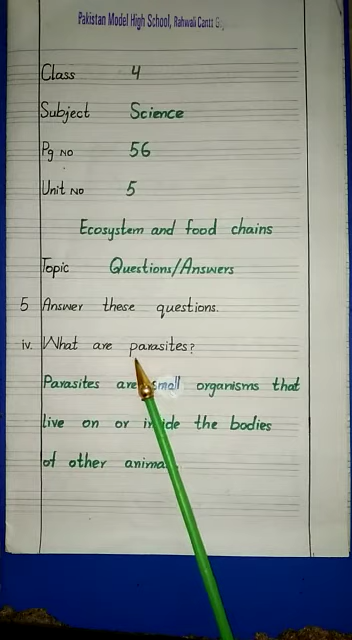 Pakistan Model High School, Rahwali Cantt
Class 4
Subject Science
Pg No 56
Unit No 5
Ecosystem and food chains
Topic Questions/Answers
5 Answer these questions.
iv. What are parasites?
Parasites are small organisms that
live on or inside the bodies
of other